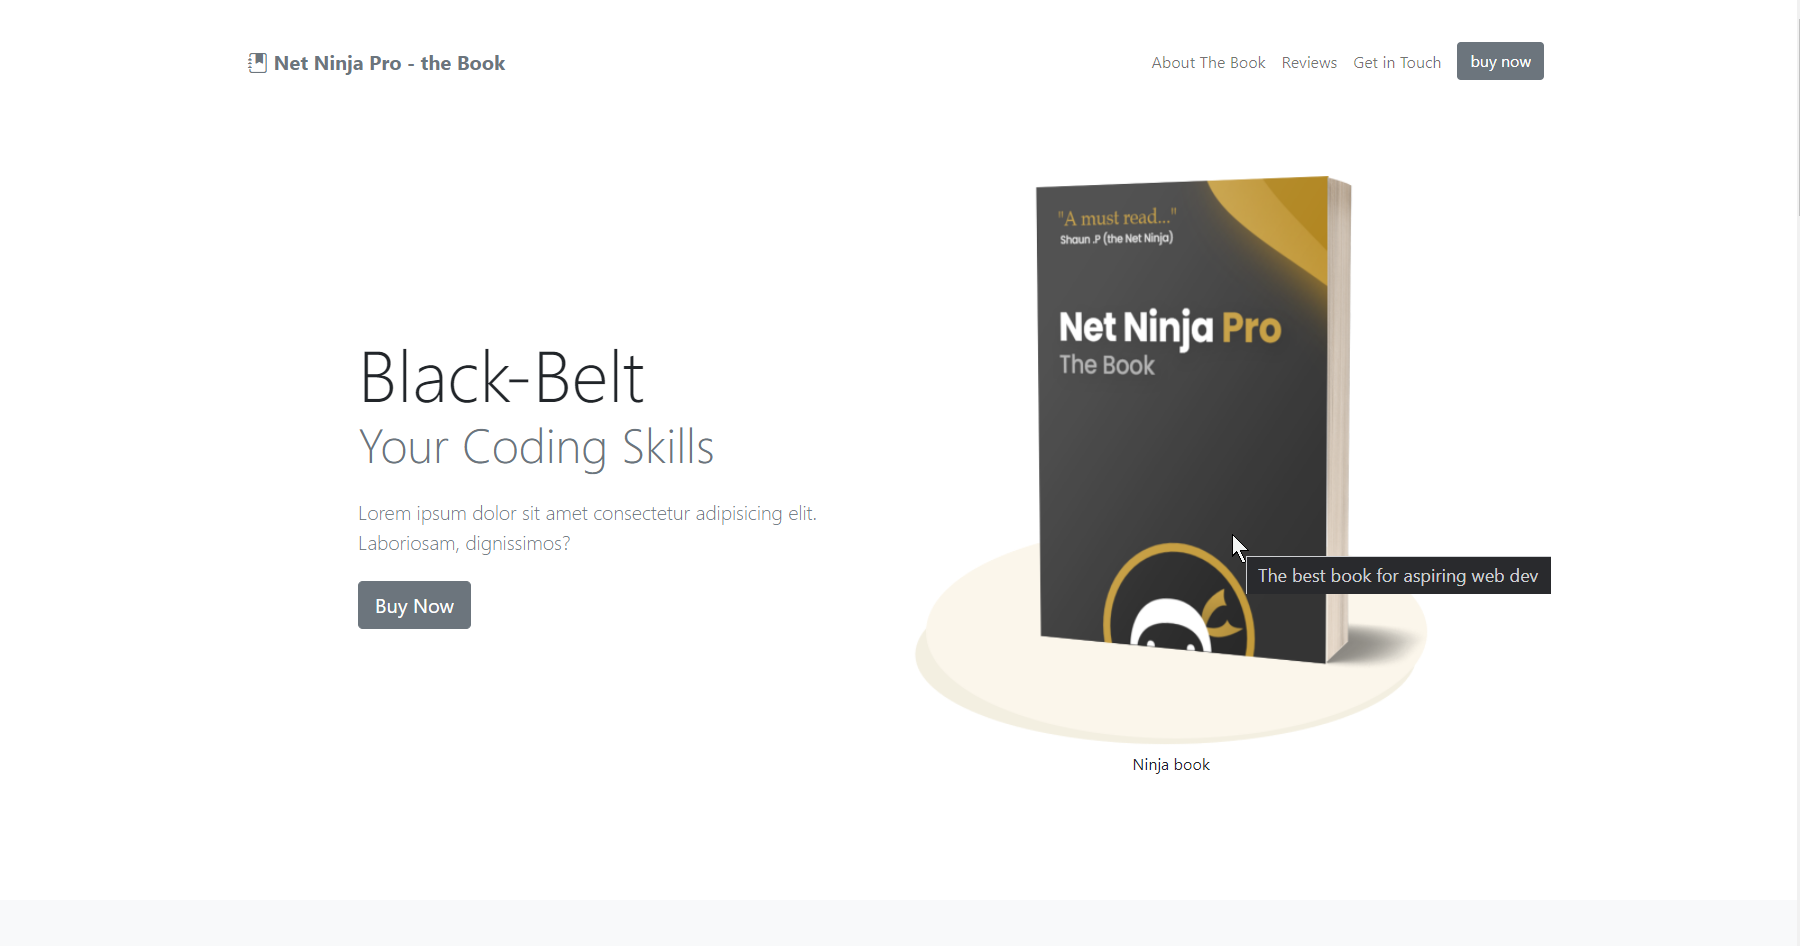 Net Ninja Pro - the Book
About The Book
Reviews
Get in Touch
buy now
"A must read..."
Shaun .P (the Net Ninja)
Net Ninja Pro
The Book
Black-Belt
Your Coding Skills
Lorem ipsum dolor sit amet consectetur adipisicing elit.
Laboriosam, dignissimos?
Buy Now
The best book for aspiring web dev
Ninja book